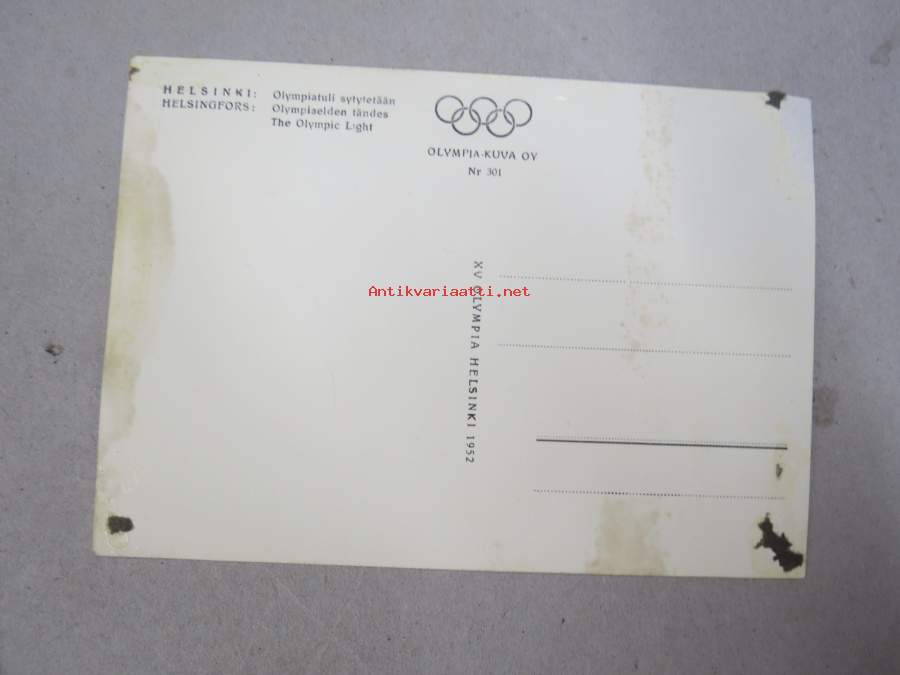 HELSINKI: Olympiatuli sytytetään
HELSINGFORS: Olympiaelden tändes
The Olympic Light
OLYMPIA-KUVA OY
Nr 301
XV OLYMPIA HELSINKI 1952
Antikvariaatti.net